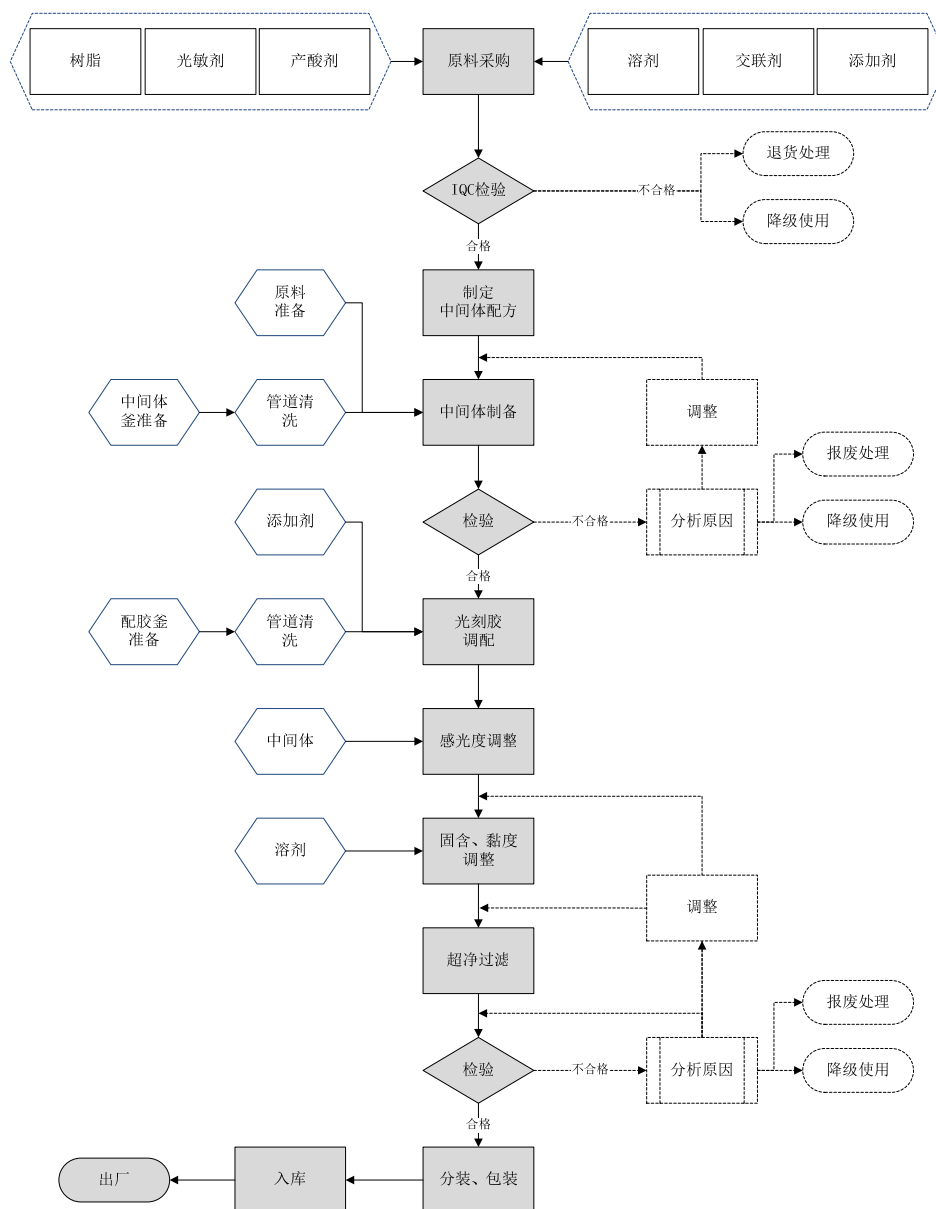 树脂
光敏剂
产酸剂
原料采购
溶剂
交联剂
添加剂
退货处理
IQC检验
不合格
降级使用
合格
原料
准备
制定
中间体配方
中间体
釜准备
管道清
洗
中间体制备
调整
报废处理
添加剂
检验
不合格
分析原因
降级使用
合格
配胶釜
准备
管道清
洗
光刻胶
调配
中间体
感光度调整
溶剂
固含、黏度
调整
调整
超净过滤
报废处理
检验
不合格
分析原因
降级使用
合格
出厂
入库
分装、包装